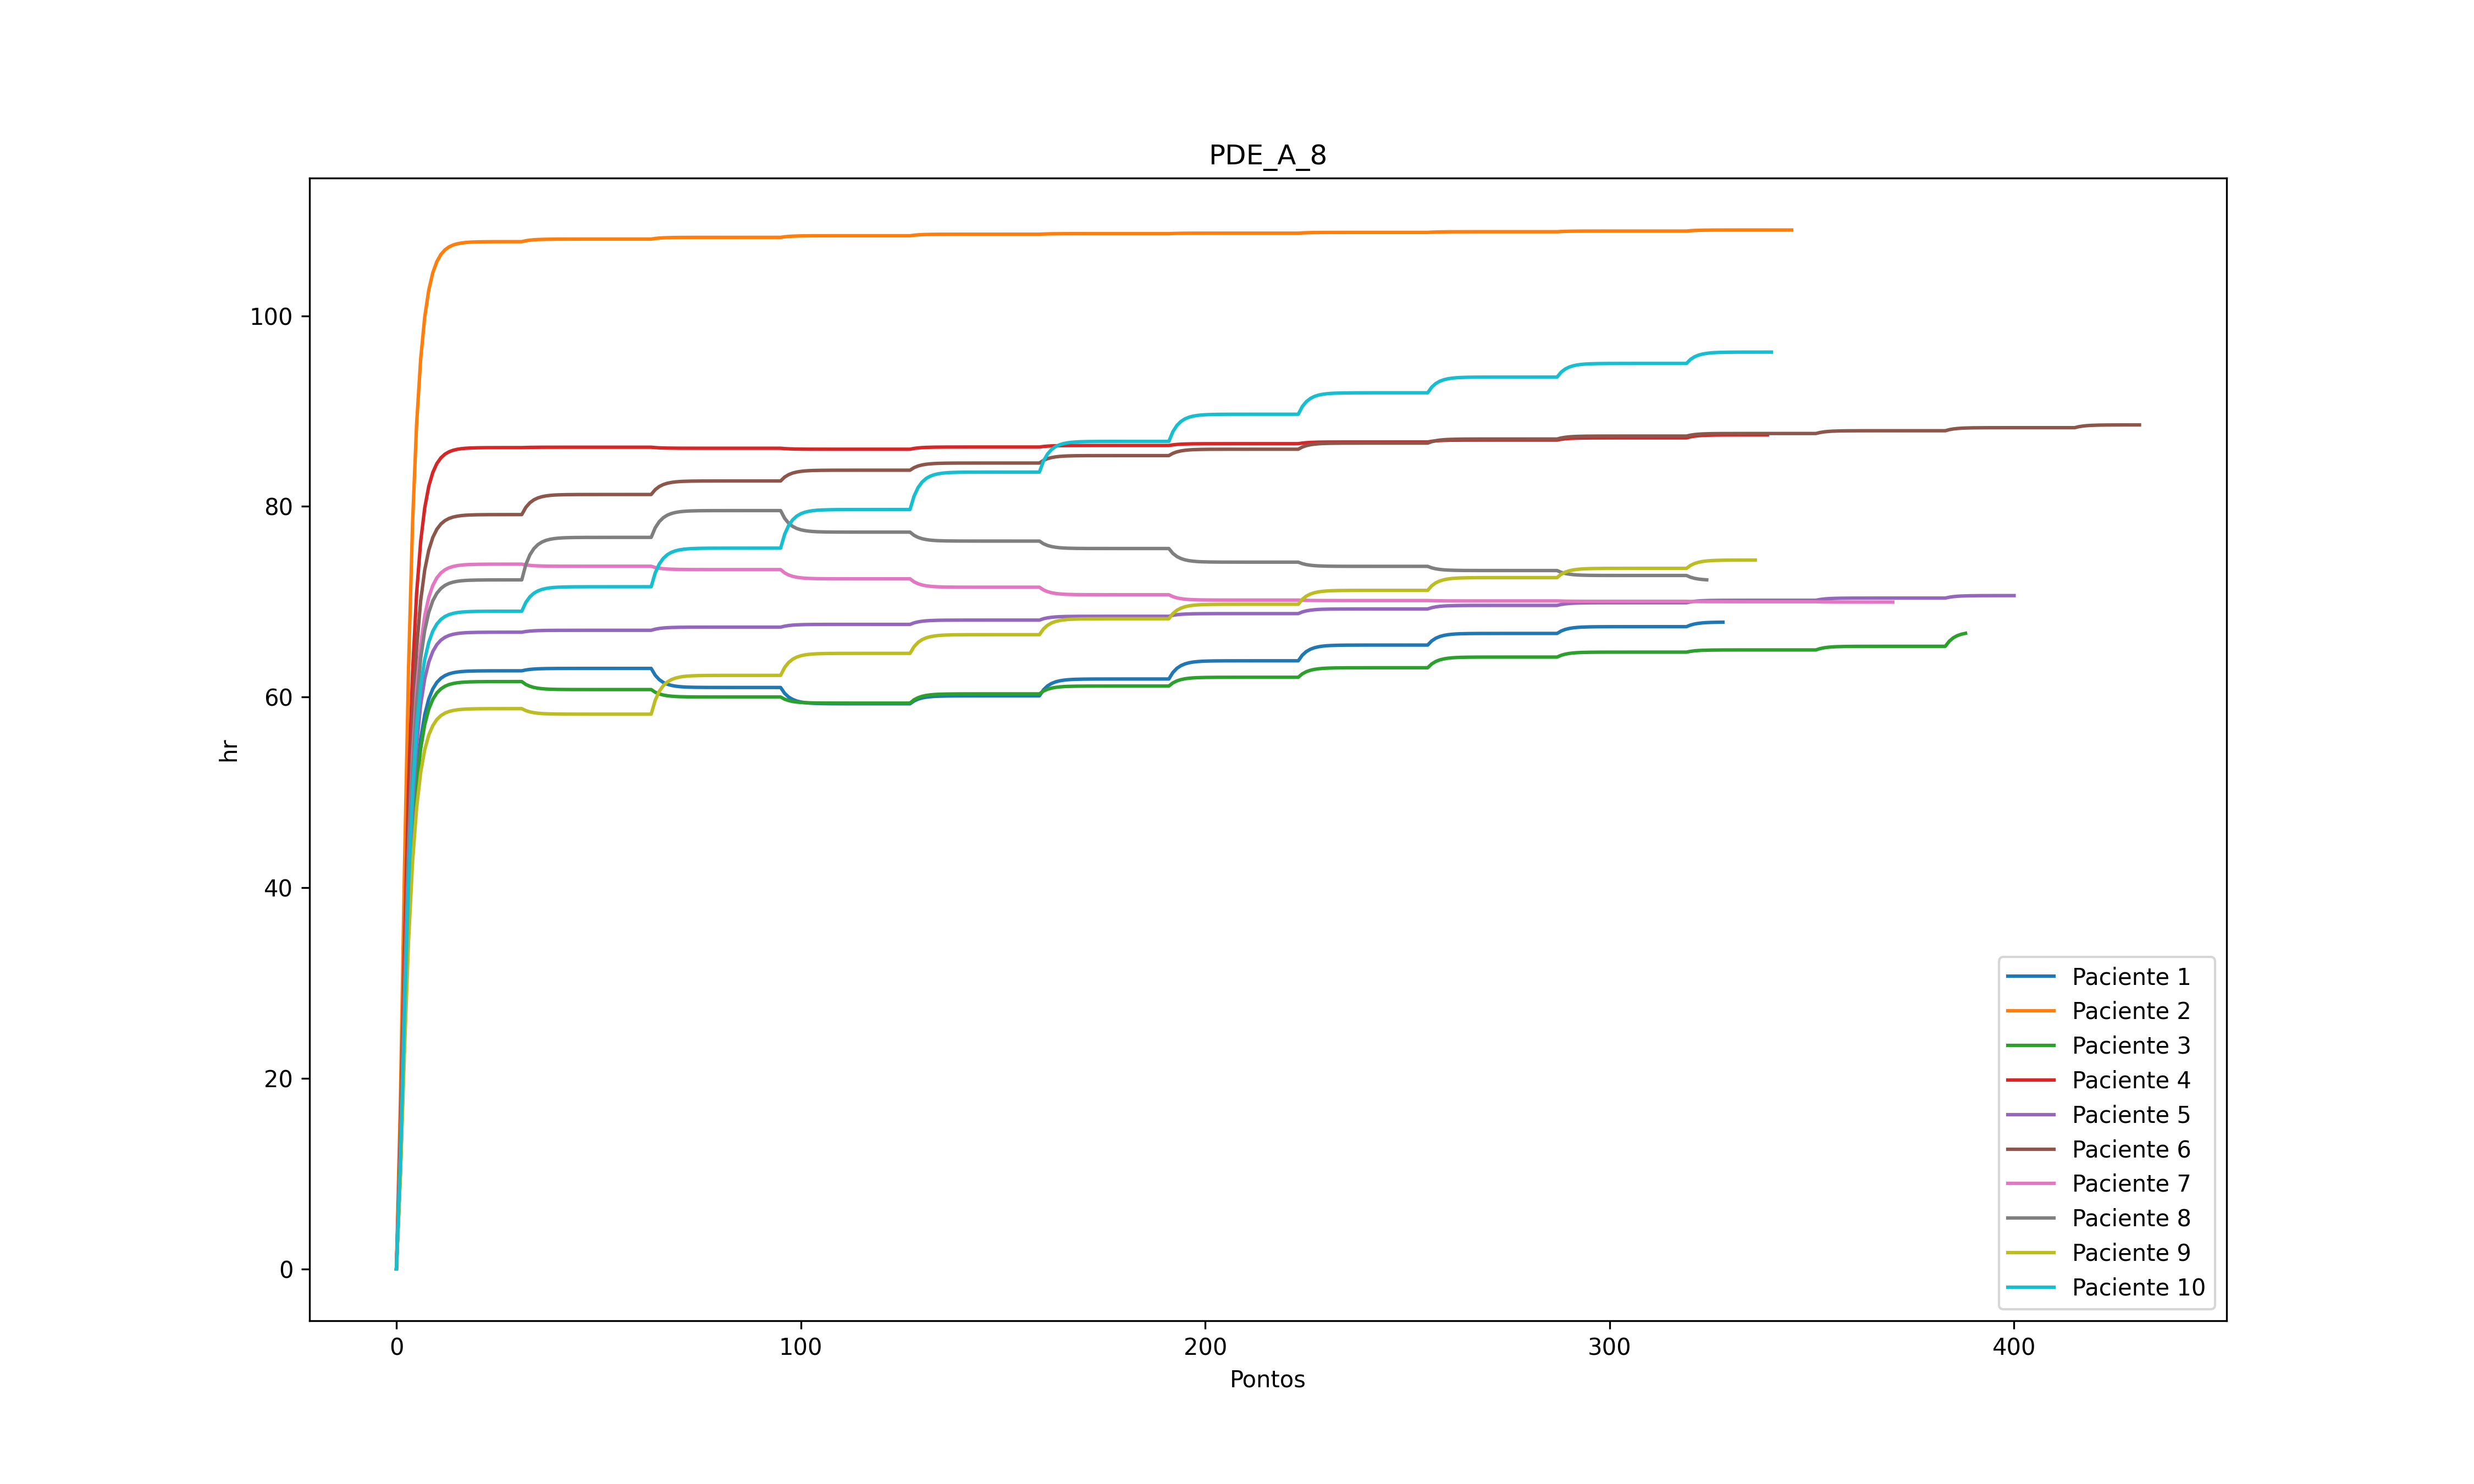 PDE_A_8
100
80
60
40
20
0
hr
0 100 200 300 400
Pontos
Paciente 1
Paciente 2
Paciente 3
Paciente 4
Paciente 5
Paciente 6
Paciente 7
Paciente 8
Paciente 9
Paciente 10